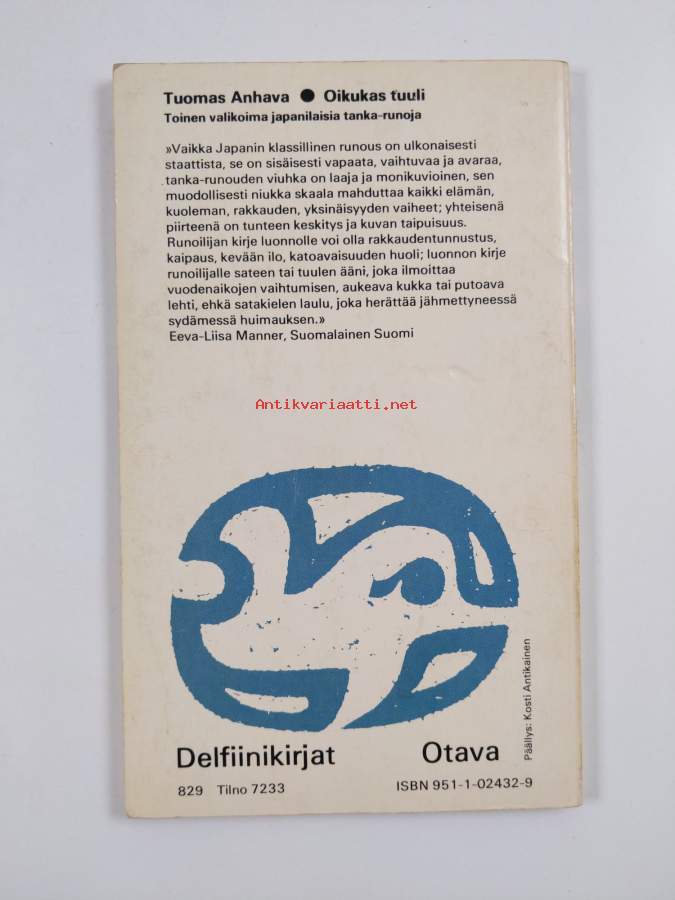 Tuomas Anhava ● Oikukas tuuli
Toinen valikoima japanilaisia tanka-runoja
»Vaikka Japanin klassillinen runous on ulkonaisesti
staattista, se on sisäisesti vapaata, vaihtuvaa ja avaraa,
tanka-runouden viuhka on laaja ja monikuvioinen, sen
muodollisesti niukka skaala mahduttaa kaikki elämän,
kuoleman, rakkauden, yksinäisyyden vaiheet; yhteisenä
piirteenä on tunteen keskitys ja kuvan taipuisuus.
Runoilijan kirje luonnolle voi olla rakkaudentunnustus,
kaipaus, kevään ilo, katoavaisuuden huoli; luonnon kirje
runoilijalle sateen tai tuulen ääni, joka ilmoittaa
vuodenaikojen vaihtumisen, aukeava kukka tai putoava
lehti, ehkä satakielen laulu, joka herättää jähmettyneessä
sydämessä huimauksen.»
Eeva-Liisa Manner, Suomalainen Suomi
Antikvariaatti.net
Päällys: Kosti Antikainen
Delfiinikirjat Otava
829 Tilno 7233 ISBN 951-1-02432-9